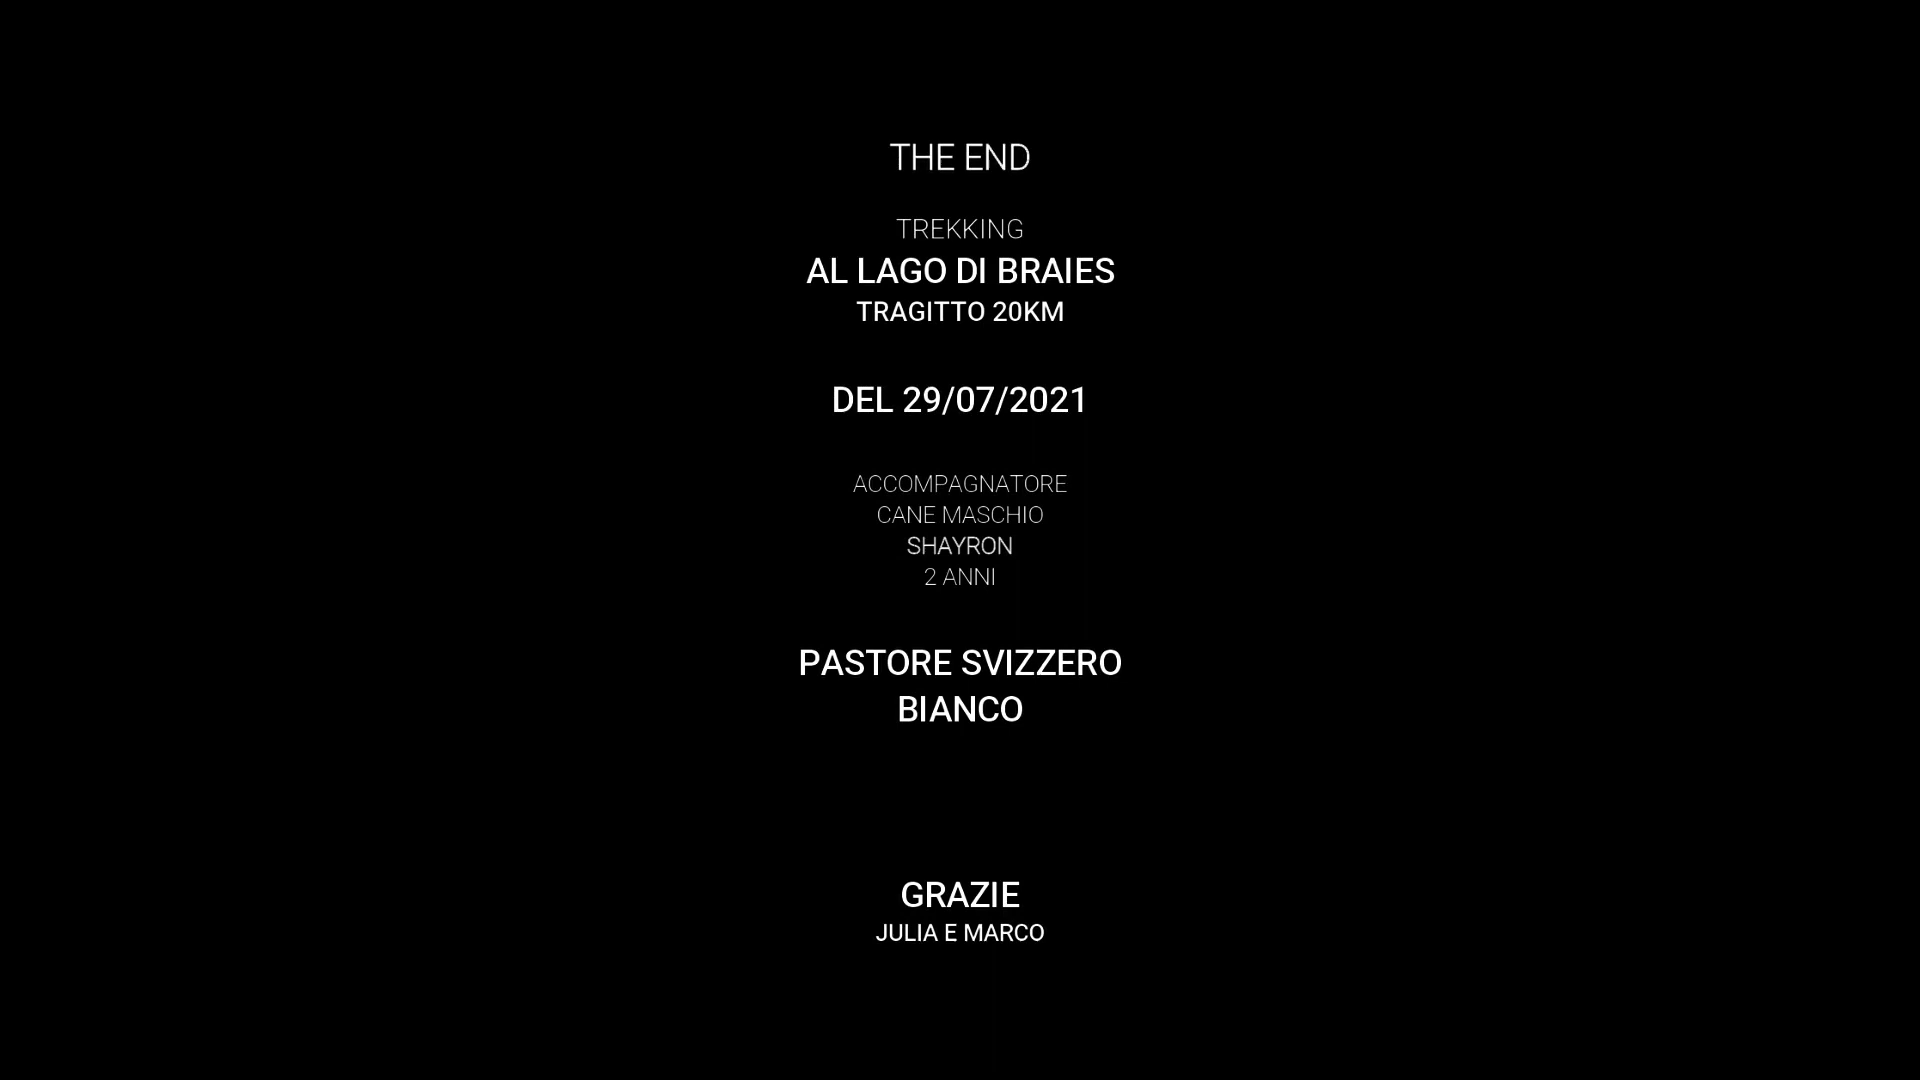 THE END
TREKKING
AL LAGO DI BRAIES
TRAGITTO 20KM
DEL 29/07/2021
ACCOMPAGNATORE
CANE MASCHIO
SHAYRON
2 ANNI
PASTORE SVIZZERO
BIANCO
GRAZIE
JULIA E MARCO